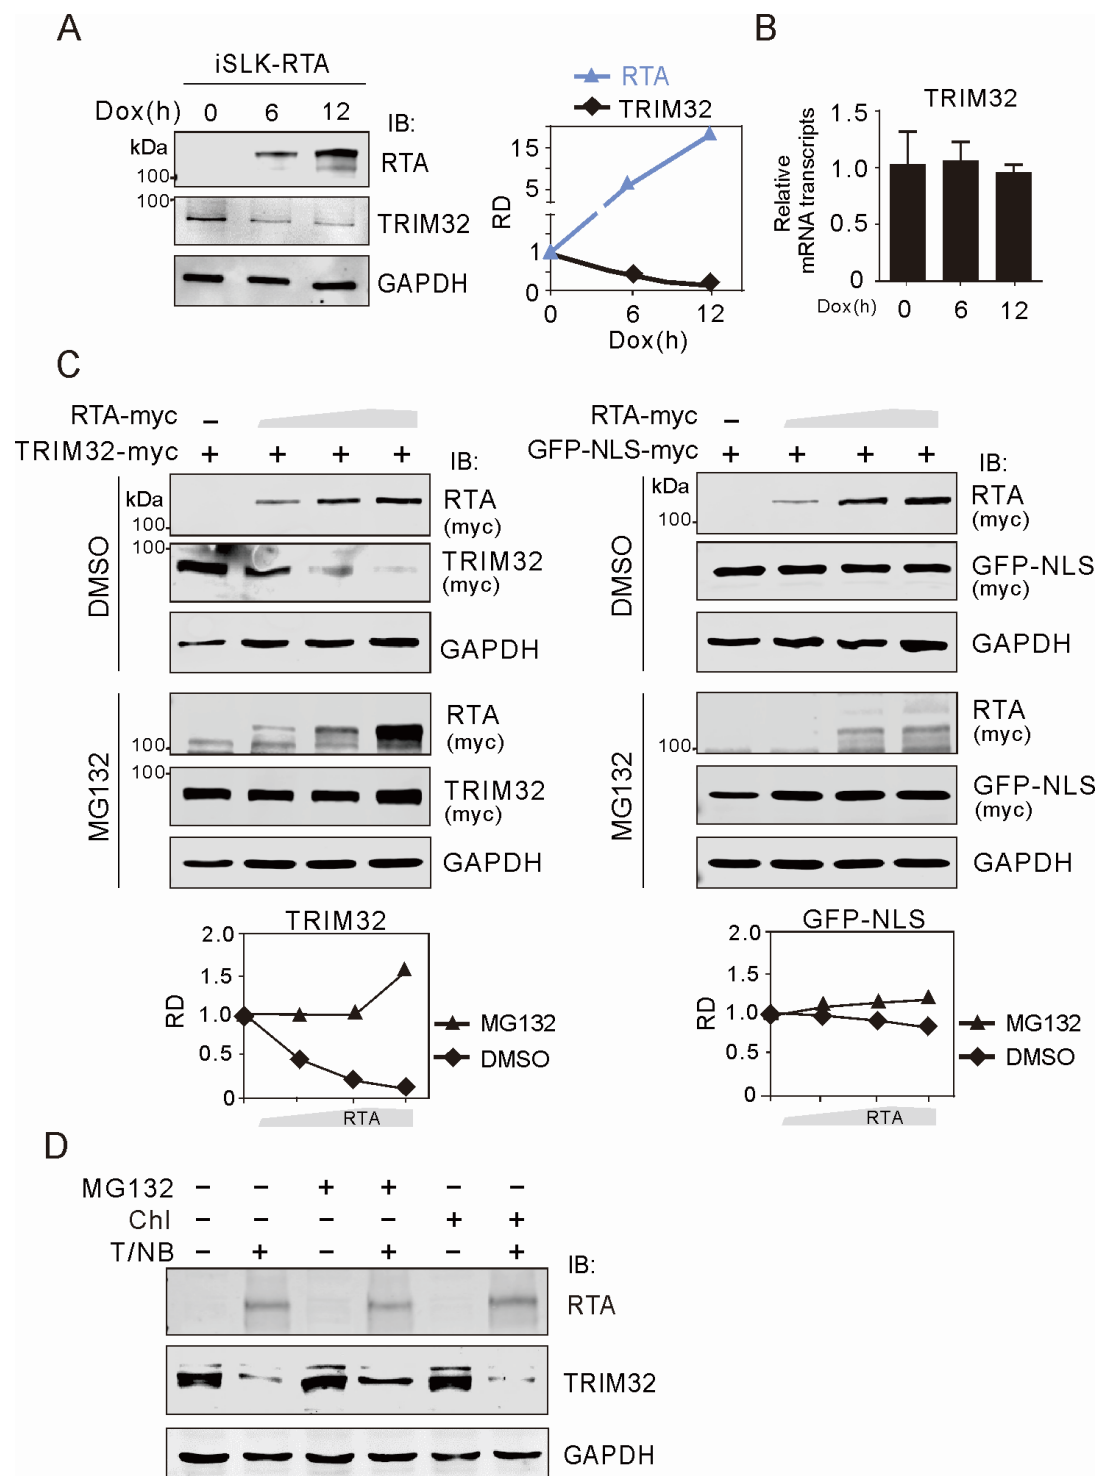 A
iSLK-RTA
Dox(h) 0 6 12 IB:
kDa
100
RTA
100
TRIM32
GAPDH
RTA
TRIM32
15
5
1
0
RD
0 6 12
Dox(h)
B
TRIM32
Relative
mRNA transcripts
1.5
1.0
0.5
0
Dox(h) 0 6 12
C
RTA-myc –
TRIM32-myc + + + + IB:
DMSO
kDa
100
RTA
(myc)
100
TRIM32
(myc)
GAPDH
MG132
100
RTA
(myc)
100
TRIM32
(myc)
GAPDH
TRIM32
2.0
1.5
1.0
0.5
0
RD
MG132
DMSO
RTA
RTA-myc –
GFP-NLS-myc + + + + IB:
DMSO
kDa
100
RTA
(myc)
GFP-NLS
(myc)
GAPDH
MG132
100
RTA
(myc)
GFP-NLS
(myc)
GAPDH
GFP-NLS
2.0
1.5
1.0
0.5
0
RD
MG132
DMSO
RTA
D
MG132 – – + + – –
Chl – – – – + +
T/NB – + – + – +
IB:
RTA
TRIM32
GAPDH